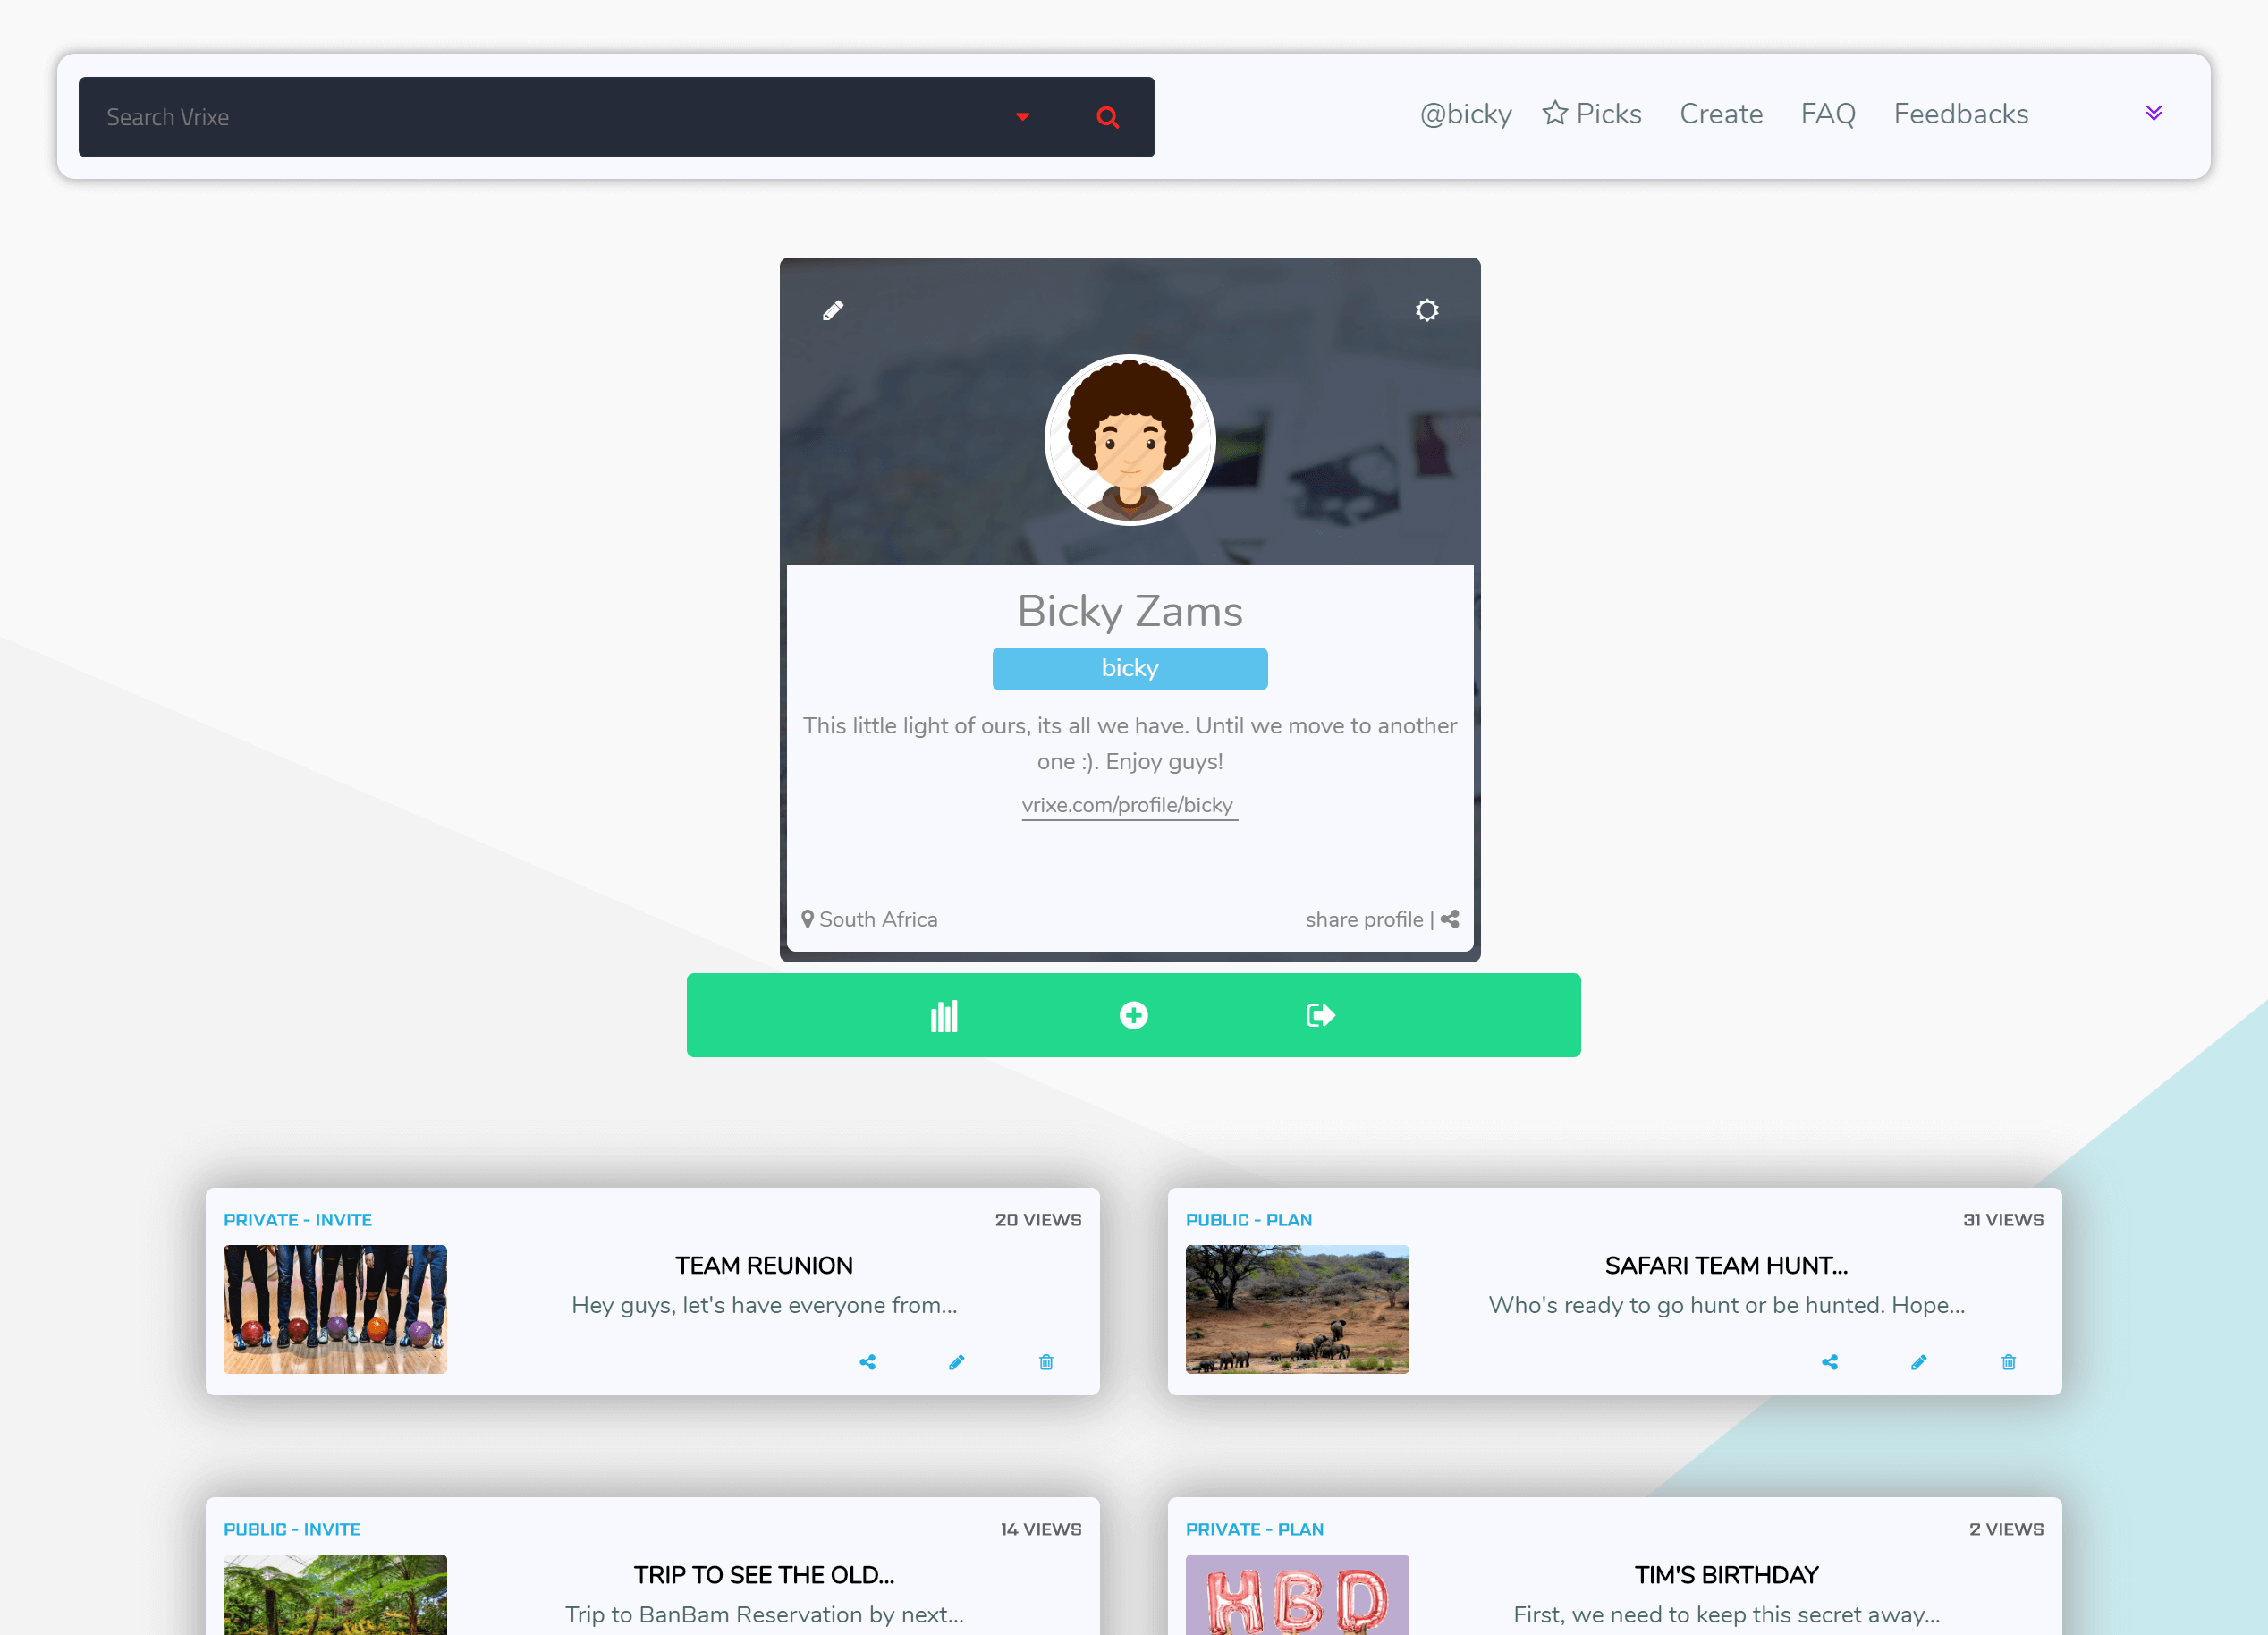 Search Vrixe
@bicky
Picks
Create
FAQ
Feedbacks
Bicky Zams
bicky
This little light of ours, its all we have. Until we move to another
one :). Enjoy guys!
vrixe.com/profile/bicky
South Africa
share profile |
PRIVATE - INVITE
20 VIEWS
TEAM REUNION
Hey guys, let's have everyone from...
PUBLIC - PLAN
31 VIEWS
SAFARI TEAM HUNT...
Who's ready to go hunt or be hunted. Hope...
PUBLIC - INVITE
14 VIEWS
TRIP TO SEE THE OLD...
Trip to BanBam Reservation by next...
PRIVATE - PLAN
2 VIEWS
HBD
TIM'S BIRTHDAY
First, we need to keep this secret away...